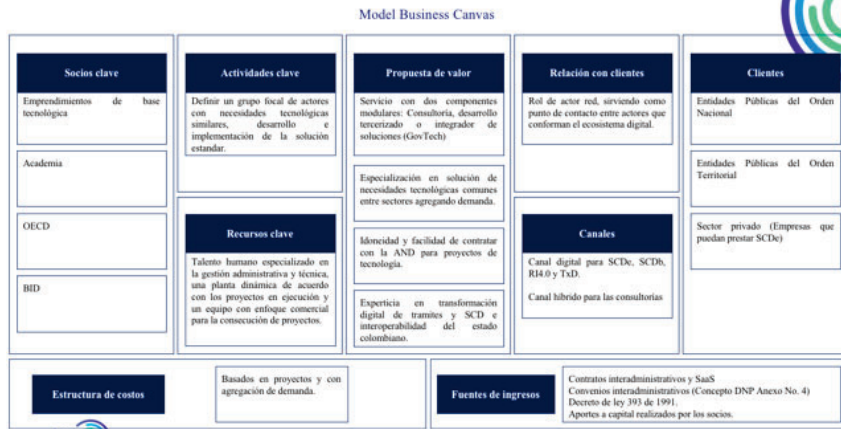 Model Business Canvas
Socios clave
Emprendimientos de base
tecnológica
Academia
OECD
BID
Actividades clave
Definir un grupo focal de actores
con necesidades tecnológicas
similares, desarrollo e
implementación de la solución
estandar.
Recursos clave
Talento humano especializado en
la gestión administrativa y técnica,
una planta dinámica de acuerdo
con los proyectos en ejecución y
un equipo con enfoque comercial
para la consecución de proyectos.
Propuesta de valor
Servicio con dos componentes
modulares: Consultoría, desarrollo
tercerizado o integrador de
soluciones (GovTech)
Especialización en solución de
necesidades tecnológicas comunes
entre sectores agregando demanda.
Idoneidad y facilidad de contratar
con la AND para proyectos de
tecnología.
Experticia en transformación
digital de tramites y SCD e
interoperabilidad del estado
colombiano.
Relación con clientes
Rol de actor red, sirviendo como
punto de contacto entre actores que
conforman el ecosistema digital.
Canales
Canal digital para SCDe, SCDb,
RI4.0 y TxD.
Canal híbrido para las consultorías
Clientes
Entidades Públicas del Orden
Nacional
Entidades Públicas del Orden
Territorial
Sector privado (Empresas que
puedan prestar SCDe)
Estructura de costos
Basados en proyectos y con
agregación de demanda.
Fuentes de ingresos
Contratos interadministrativos y SaaS
Convenios interadministrativos (Concepto DNP Anexo No. 4)
Decreto de ley 393 de 1991.
Aportes a capital realizados por los socios.